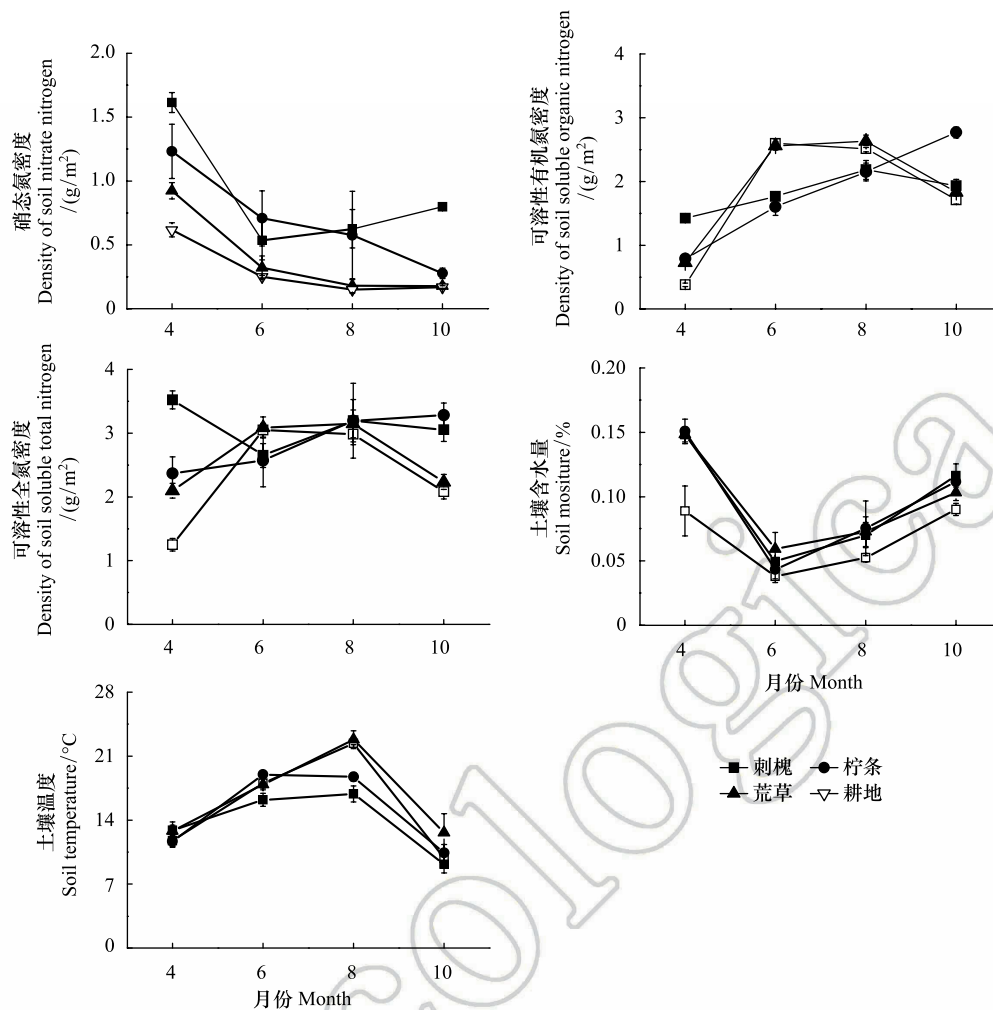 硝态氮密度
Density of soil nitrate nitrogen
/(g/m²)
2.0
1.5
1.0
0.5
0
4
6
8
10
可溶性有机氮密度
Density of soil soluble organic nitrogen
/(g/m²)
4
3
2
1
0
4
6
8
10
可溶性全氮密度
Density of soil soluble total nitrogen
/(g/m²)
4
3
2
1
0
4
6
8
10
土壤含水量
Soil mositure/%
0.20
0.15
0.10
0.05
0
4
6
8
10
月份 Month
土壤温度
Soil temperature/°C
28
21
14
7
0
4
6
8
10
月份 Month
刺槐 柠条
荒草 耕地
cologica